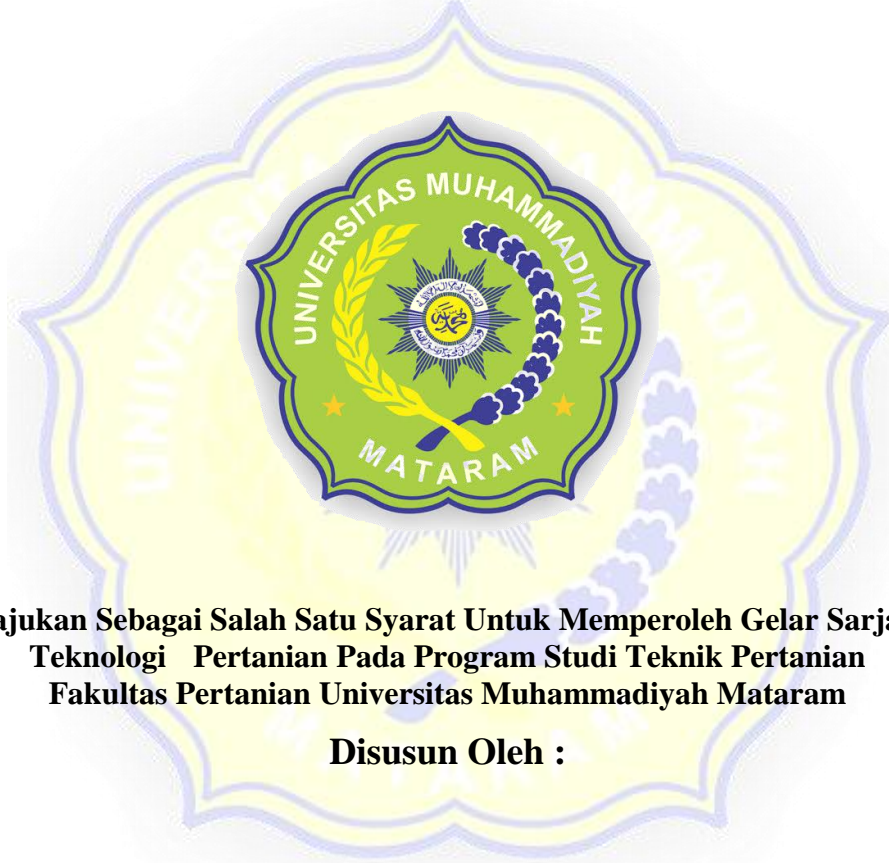 UNIVERSITAS MUHAMMADIYAH
MATARAM
ajukan Sebagai Salah Satu Syarat Untuk Memperoleh Gelar Sarja
Teknologi Pertanian Pada Program Studi Teknik Pertanian
Fakultas Pertanian Universitas Muhammadiyah Mataram
Disusun Oleh :